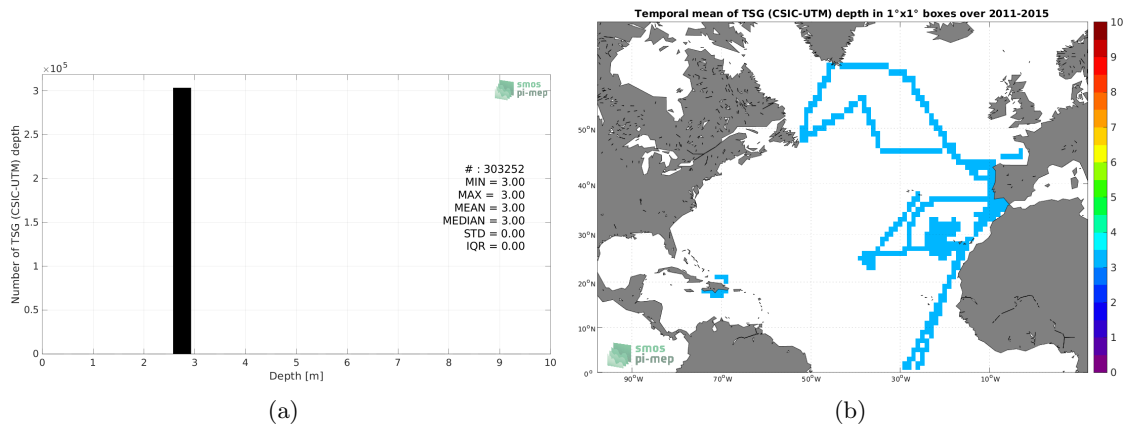 ×10⁵
3
2.5
2
1.5
1
0.5
0
Number of TSG (CSIC-UTM) depth
smos
pi-mep
# : 303252
MIN = 3.00
MAX = 3.00
MEAN = 3.00
MEDIAN = 3.00
STD = 0.00
IQR = 0.00
0 1 2 3 4 5 6 7 8 9 10
Depth [m]
(a)
Temporal mean of TSG (CSIC-UTM) depth in 1°x1° boxes over 2011-2015
50°N
40°N
30°N
20°N
10°N
0°
smos
pi-mep
90°W 70°W 50°W 30°W 10°W
10
9
8
7
6
5
4
3
2
1
0
(b)